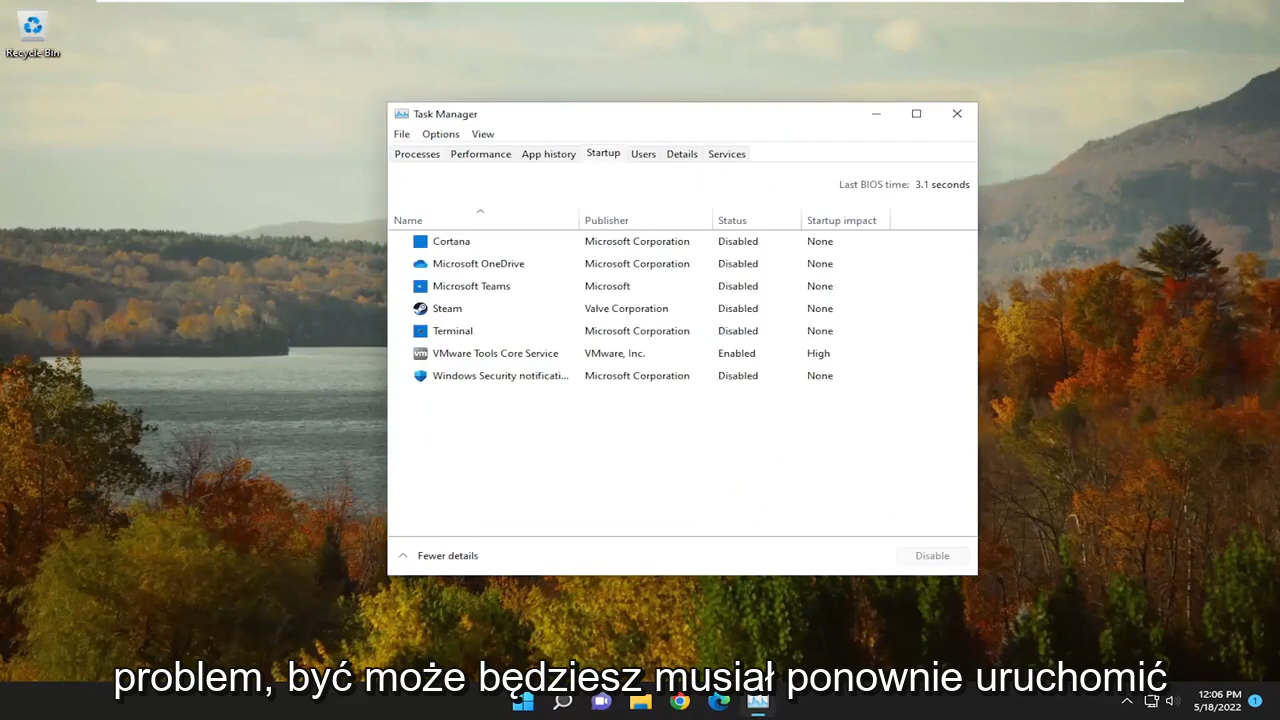 Recycle Bin
Task Manager
File Options View
Processes Performance App history Startup Users Details Services
Last BIOS time: 3.1 seconds
Name Publisher Status Startup impact
Cortana Microsoft Corporation Disabled None
Microsoft OneDrive Microsoft Corporation Disabled None
Microsoft Teams Microsoft Disabled None
Steam Valve Corporation Disabled None
Terminal Microsoft Corporation Disabled None
vm VMware Tools Core Service VMware, Inc. Enabled High
Windows Security notificati... Microsoft Corporation Disabled None
Fewer details Disable
problem, być może będziesz musiał ponownie uruchomić
12:06 PM
5/18/2022 1